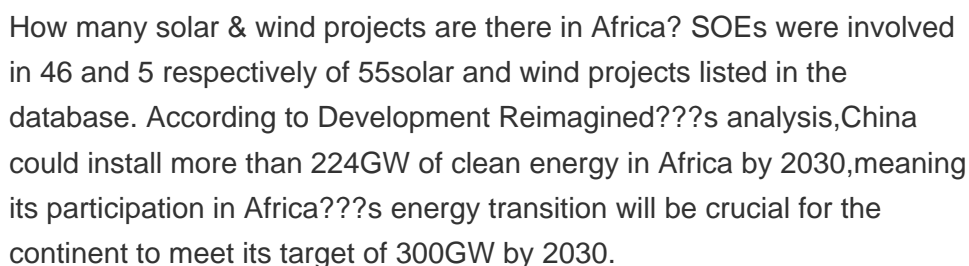 How many solar & wind projects are there in Africa? SOEs were involved
in 46 and 5 respectively of 55solar and wind projects listed in the
database. According to Development Reimagined???s analysis,China
could install more than 224GW of clean energy in Africa by 2030,meaning
its participation in Africa???s energy transition will be crucial for the
continent to meet its target of 300GW by 2030.